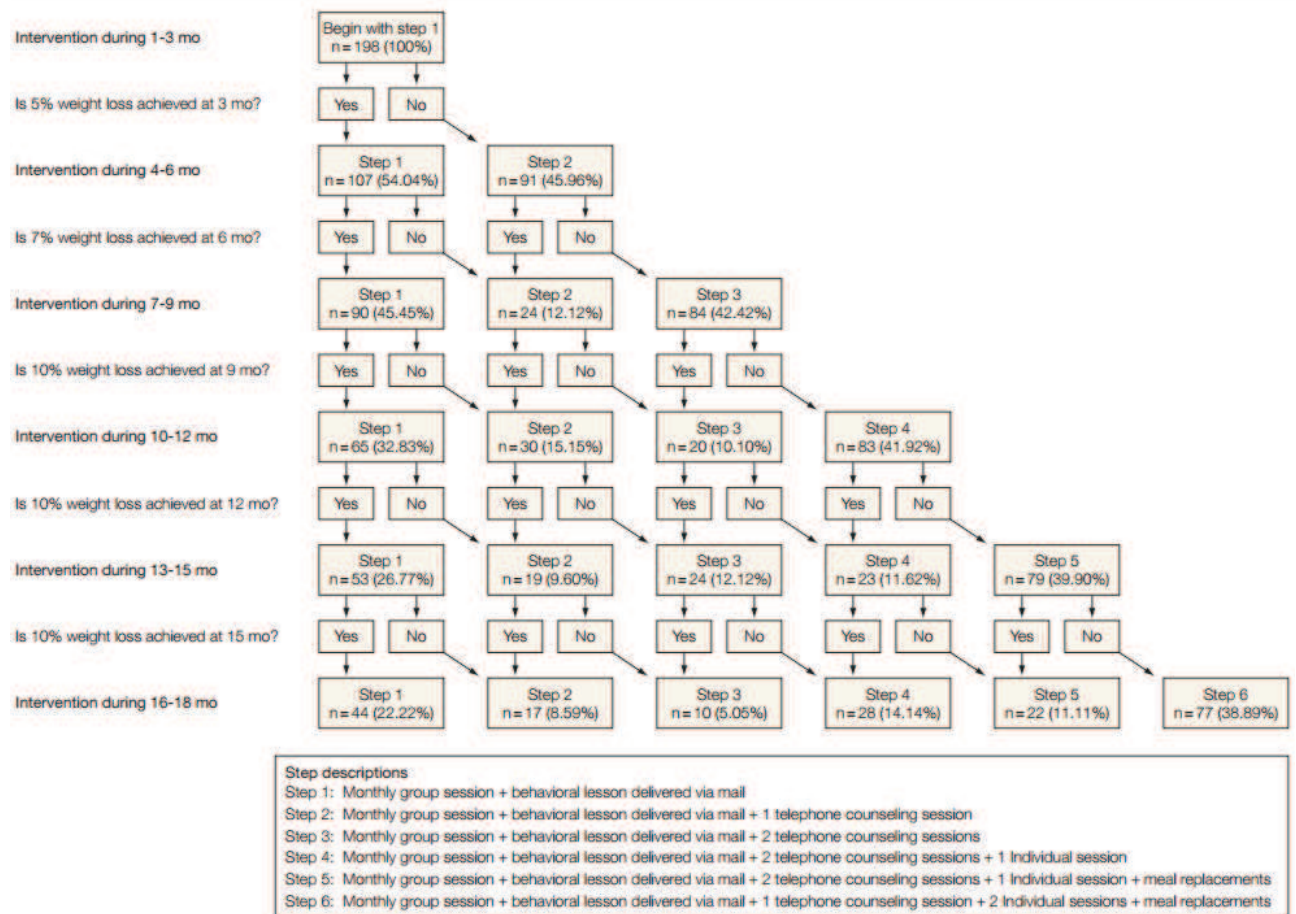 Intervention during 1-3 mo
Begin with step 1
n=198 (100%)
Is 5% weight loss achieved at 3 mo?
Yes
No
Intervention during 4-6 mo
Step 1
n=107 (54.04%)
Step 2
n=91 (45.96%)
Is 7% weight loss achieved at 6 mo?
Yes
No
Yes
No
Intervention during 7-9 mo
Step 1
n=90 (45.45%)
Step 2
n=24 (12.12%)
Step 3
n=84 (42.42%)
Is 10% weight loss achieved at 9 mo?
Yes
No
Yes
No
Yes
No
Intervention during 10-12 mo
Step 1
n=65 (32.83%)
Step 2
n=30 (15.15%)
Step 3
n=20 (10.10%)
Step 4
n=83 (41.92%)
Is 10% weight loss achieved at 12 mo?
Yes
No
Yes
No
Yes
No
Yes
No
Intervention during 13-15 mo
Step 1
n=53 (26.77%)
Step 2
n=19 (9.60%)
Step 3
n=24 (12.12%)
Step 4
n=23 (11.62%)
Step 5
n=79 (39.90%)
Is 10% weight loss achieved at 15 mo?
Yes
No
Yes
No
Yes
No
Yes
No
Yes
No
Intervention during 16-18 mo
Step 1
n=44 (22.22%)
Step 2
n=17 (8.59%)
Step 3
n=10 (5.05%)
Step 4
n=28 (14.14%)
Step 5
n=22 (11.11%)
Step 6
n=77 (38.89%)
Step descriptions
Step 1: Monthly group session + behavioral lesson delivered via mail
Step 2: Monthly group session + behavioral lesson delivered via mail + 1 telephone counseling session
Step 3: Monthly group session + behavioral lesson delivered via mail + 2 telephone counseling sessions
Step 4: Monthly group session + behavioral lesson delivered via mail + 2 telephone counseling sessions + 1 Individual session
Step 5: Monthly group session + behavioral lesson delivered via mail + 2 telephone counseling sessions + 1 Individual session + meal replacements
Step 6: Monthly group session + behavioral lesson delivered via mail + 1 telephone counseling session + 2 Individual sessions + meal replacements